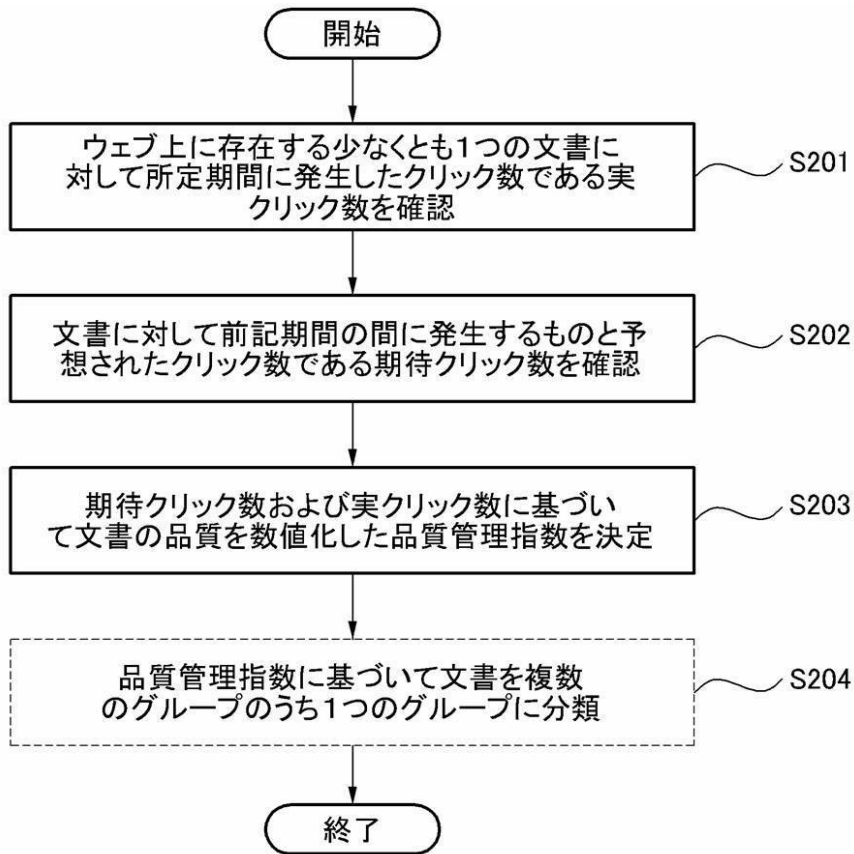 開始
ウェブ上に存在する少なくとも1つの文書に
対して所定期間に発生したクリック数である実
クリック数を確認
S201
文書に対して前記期間の間に発生するものと予
想されたクリック数である期待クリック数を確認
S202
期待クリック数および実クリック数に基づい
て文書の品質を数値化した品質管理指数を決定
S203
品質管理指数に基づいて文書を複数
のグループのうち1つのグループに分類
S204
終了